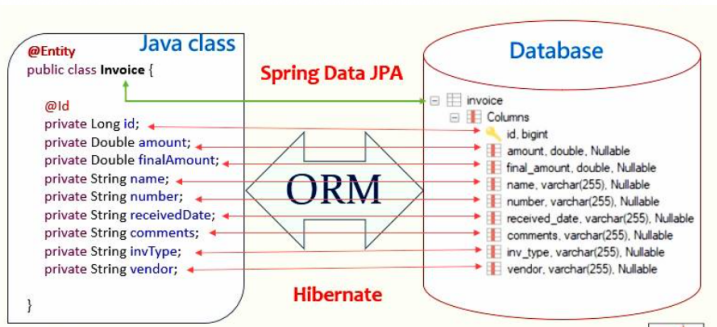 Java class
@Entity
public class Invoice {
@Id
private Long id;
private Double amount;
private Double finalAmount;
private String name;
private String number;
private String receivedDate;
private String comments;
private String invType;
private String vendor;
}
Spring Data JPA
ORM
Hibernate
Database
invoice
Columns
id, bigint
amount, double, Nullable
final_amount, double, Nullable
name, varchar(255), Nullable
number, varchar(255), Nullable
received_date, varchar(255), Nullable
comments, varchar(255), Nullable
inv_type, varchar(255), Nullable
vendor, varchar(255), Nullable